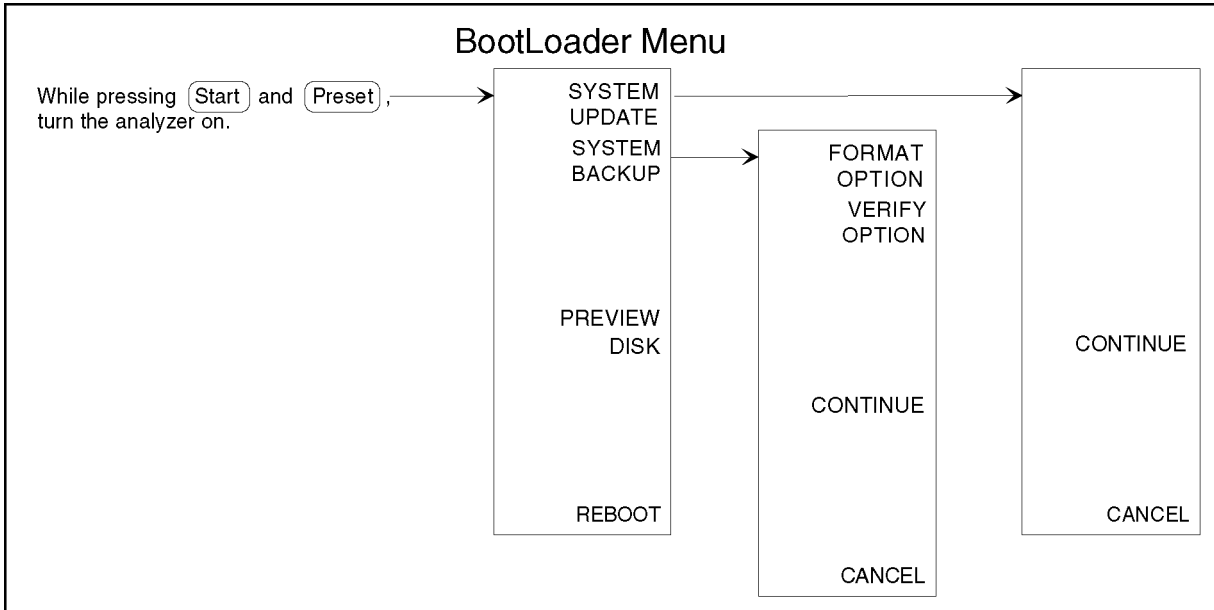 BootLoader Menu
While pressing Start and Preset,
turn the analyzer on.
SYSTEM
UPDATE
SYSTEM
BACKUP
PREVIEW
DISK
REBOOT
FORMAT
OPTION
VERIFY
OPTION
CONTINUE
CANCEL
CONTINUE
CANCEL